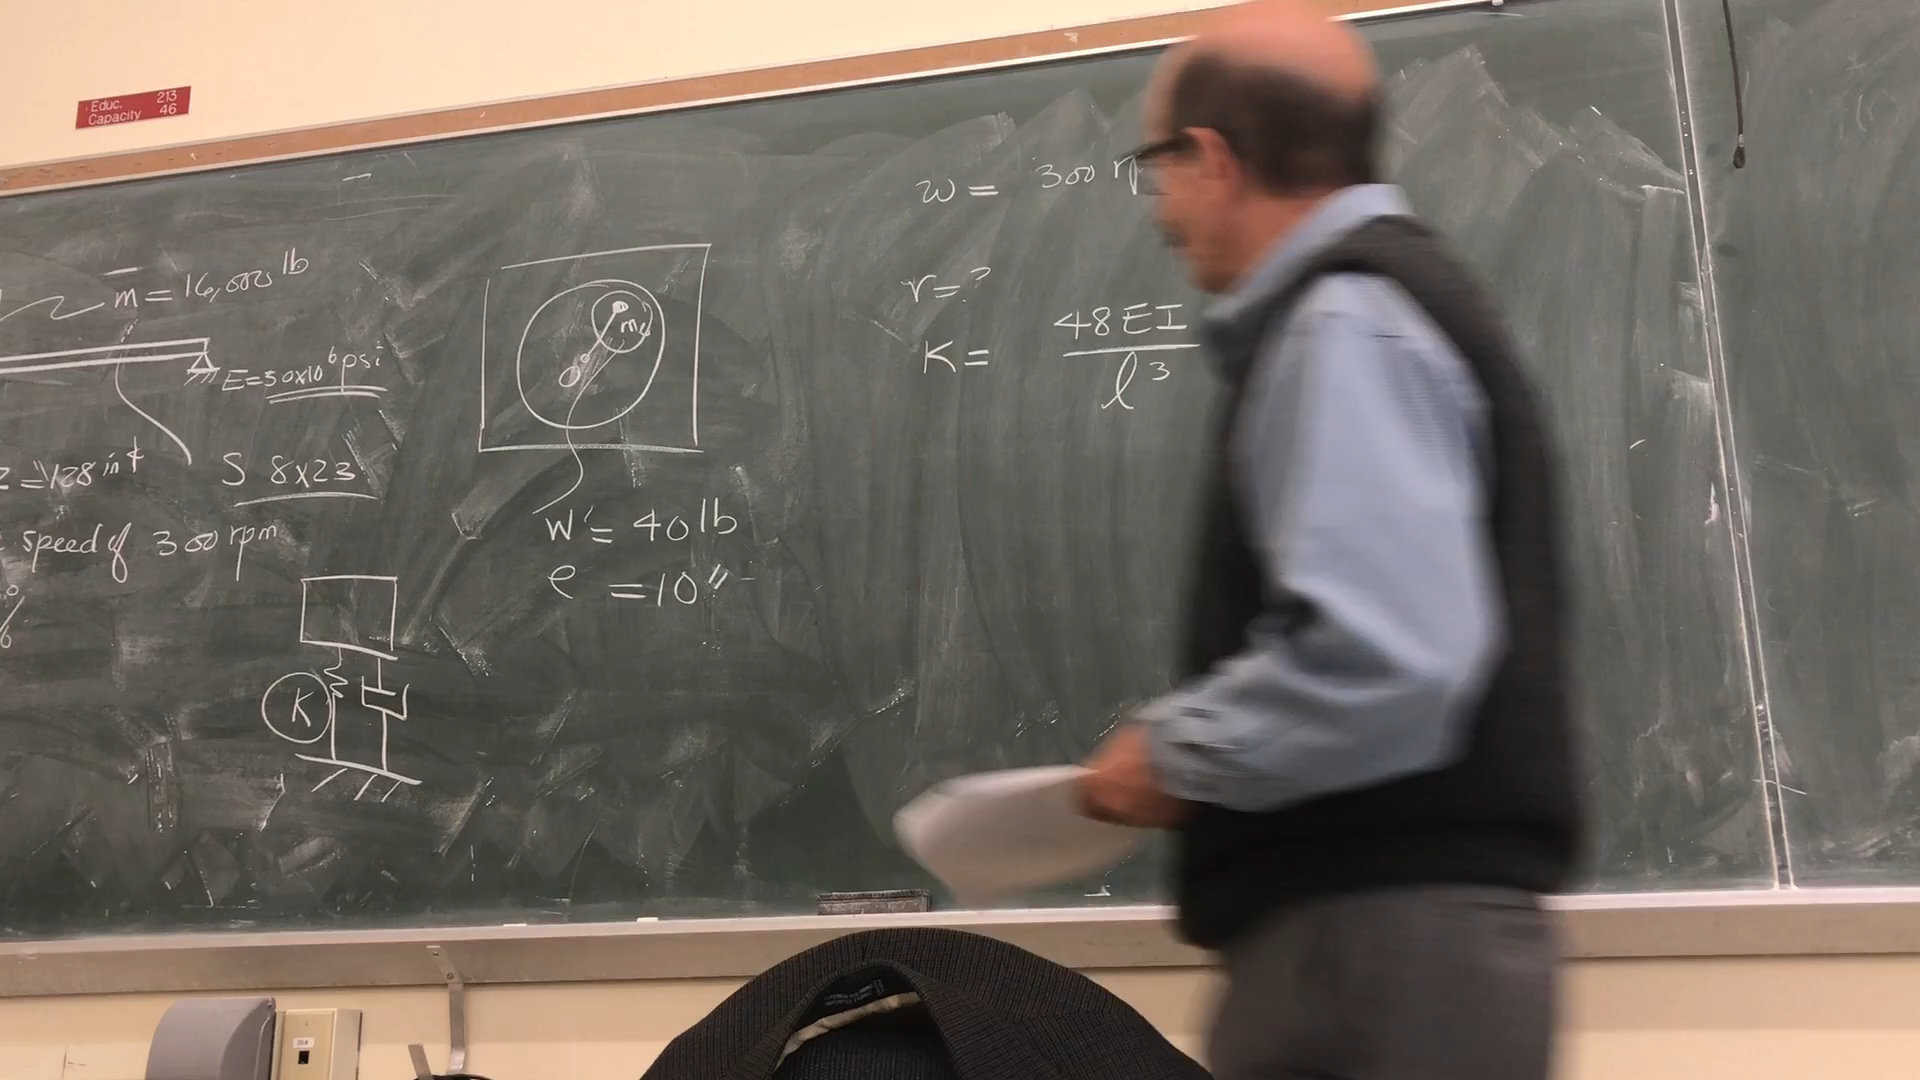 Educ. 213
Capacity 46
m = 16,000 lb
E=30x10⁶ psi
= 128 in⁴
S 8x23
speed of 300 rpm
%
K
m
e
W' = 40 lb
e = 10"
ω = 300 r
r = ?
K = 48EI / l³